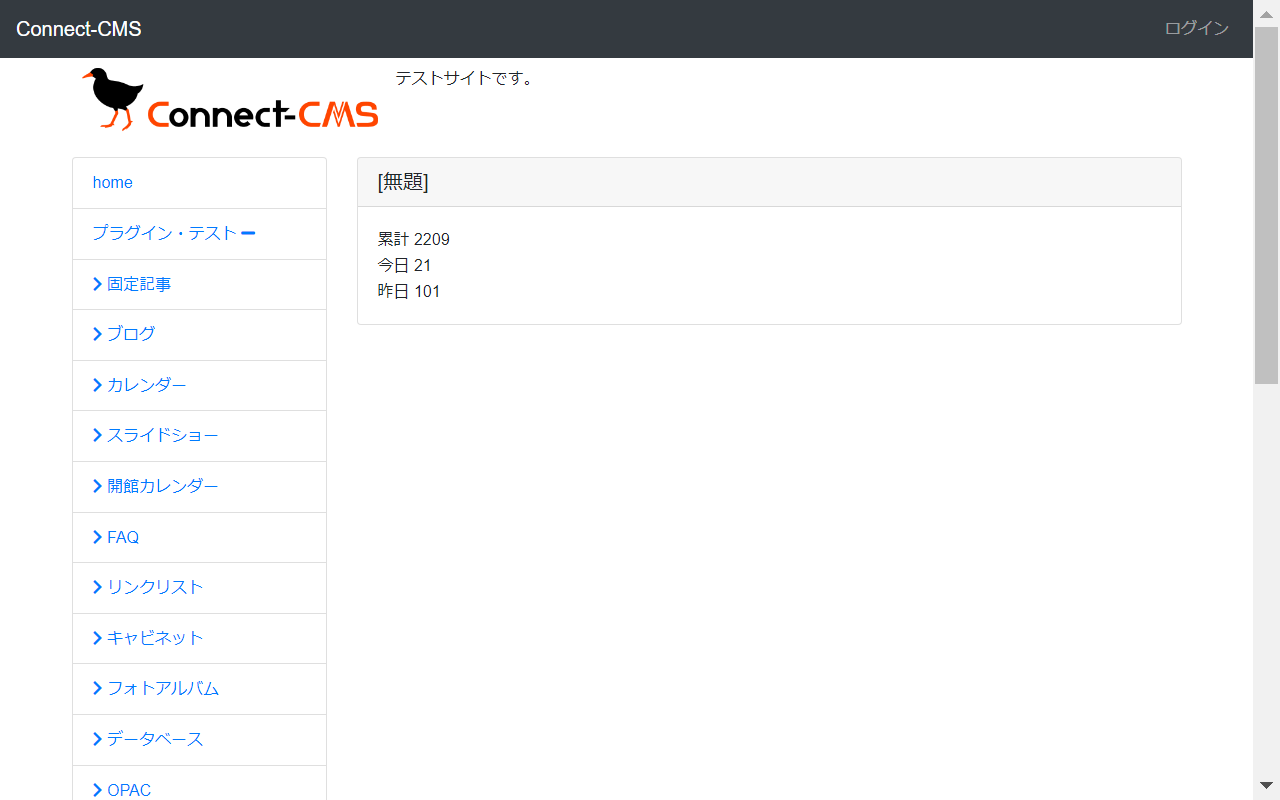 Connect-CMS
ログイン
Connect-CMS
テストサイトです。
home
プラグイン・テスト
固定記事
ブログ
カレンダー
スライドショー
開館カレンダー
FAQ
リンクリスト
キャビネット
フォトアルバム
データベース
OPAC
[無題]
累計 2209
今日 21
昨日 101